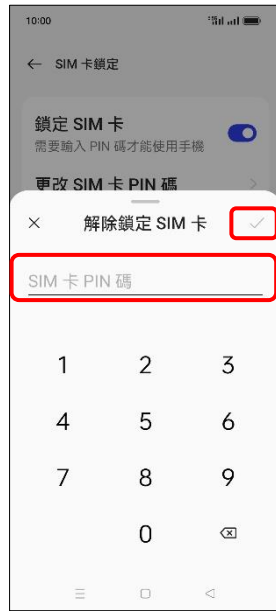 10:00
← SIM 卡鎖定
鎖定 SIM 卡
需要輸入 PIN 碼才能使用手機
更改 SIM 卡 PIN 碼
× 解除鎖定 SIM 卡 ✓
SIM 卡 PIN 碼
1 2 3
4 5 6
7 8 9
0